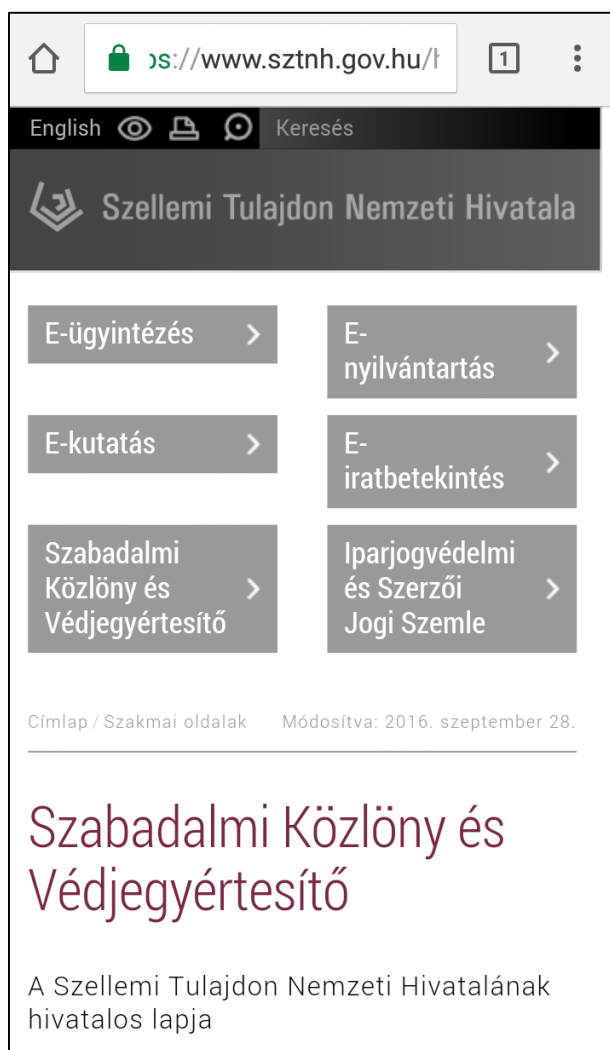 ps://www.sztnh.gov.hu/h
1
English Keresés
Szellemi Tulajdon Nemzeti Hivatala
E-ügyintézés
E-
nyilvántartás
E-kutatás
E-
iratbetekintés
Szabadalmi
Közlöny és
Védjegyértesítő
Iparjogvédelmi
és Szerzői
Jogi Szemle
Címlap / Szakmai oldalak Módosítva: 2016. szeptember 28.
Szabadalmi Közlöny és
Védjegyértesítő
A Szellemi Tulajdon Nemzeti Hivatalának
hivatalos lapja